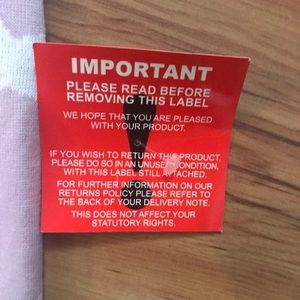 IMPORTANT
PLEASE READ BEFORE
REMOVING THIS LABEL
WE HOPE THAT YOU ARE PLEASED
WITH YOUR PRODUCT.
IF YOU WISH TO RETURN THIS PRODUCT,
PLEASE DO SO IN AN UNUSED CONDITION,
WITH THIS LABEL STILL ATTACHED.
FOR FURTHER INFORMATION ON OUR
RETURNS POLICY PLEASE REFER TO
THE BACK OF YOUR DELIVERY NOTE.
THIS DOES NOT AFFECT YOUR
STATUTORY RIGHTS.